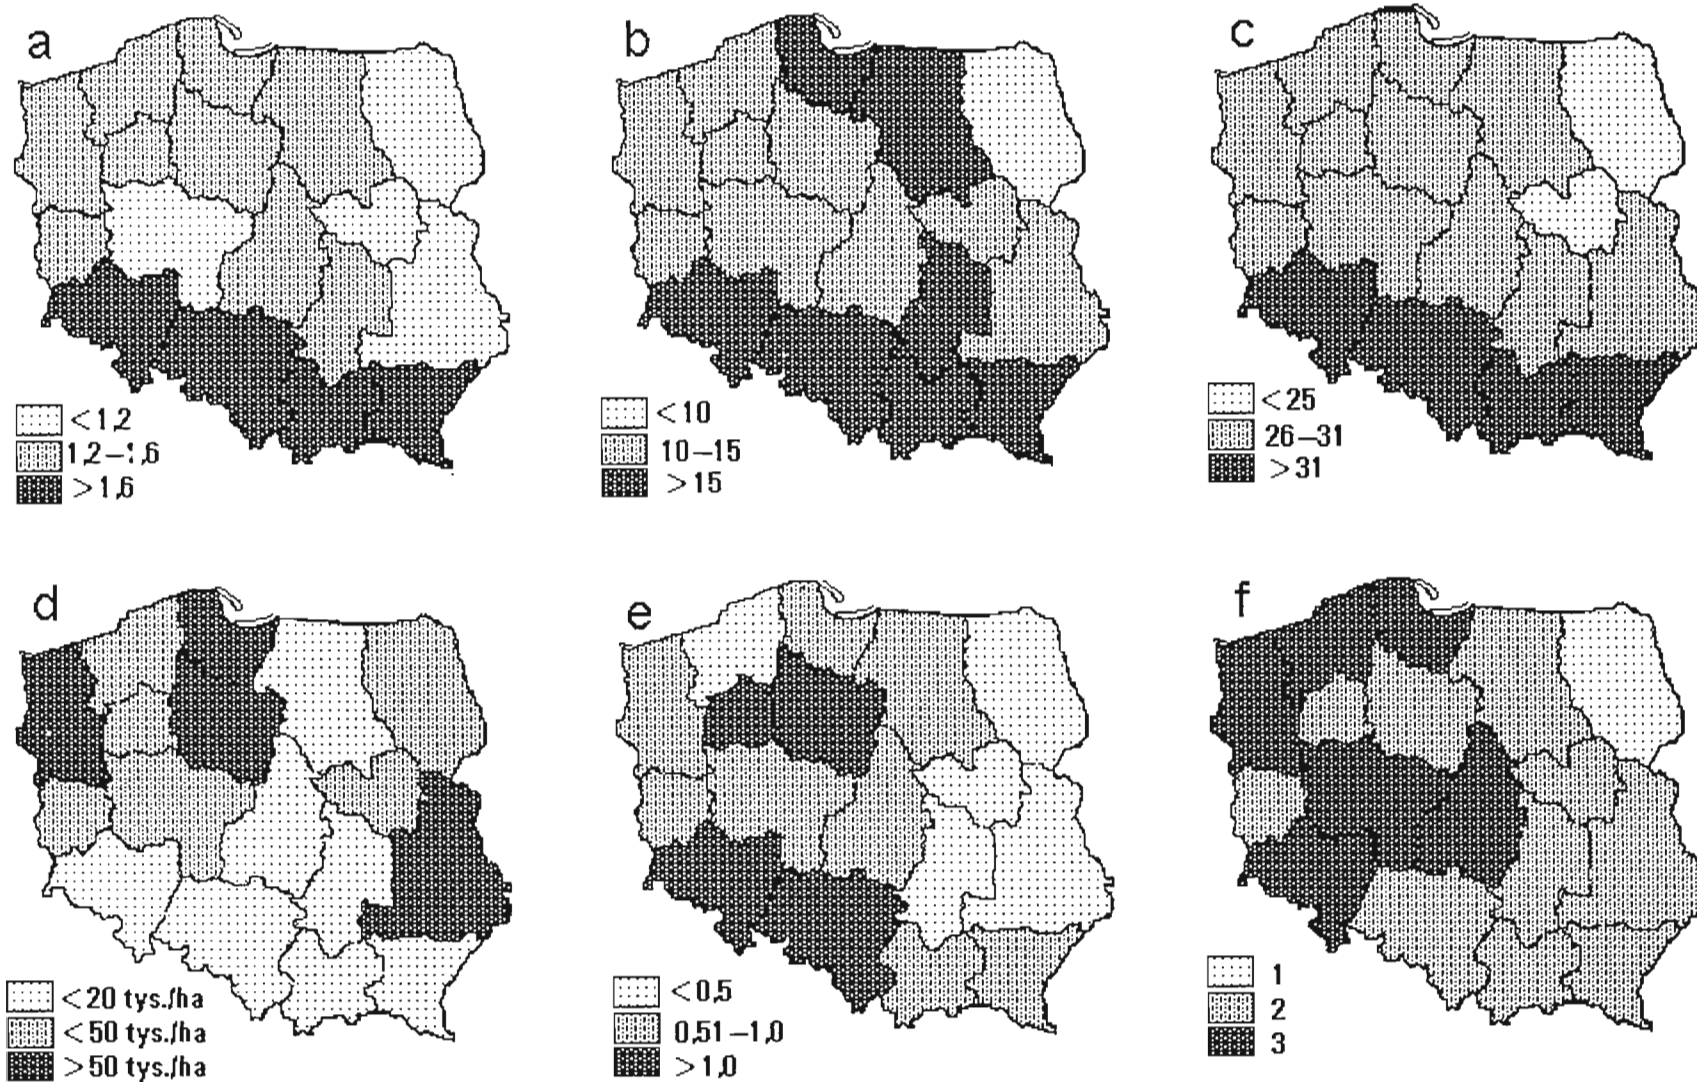 a
<1,2
1,2–1,6
>1,6
b
<10
10–15
>15
c
<25
26–31
>31
d
<20 tys./ha
<50 tys./ha
>50 tys./ha
e
<0,5
0,51–1,0
>1,0
f
1
2
3